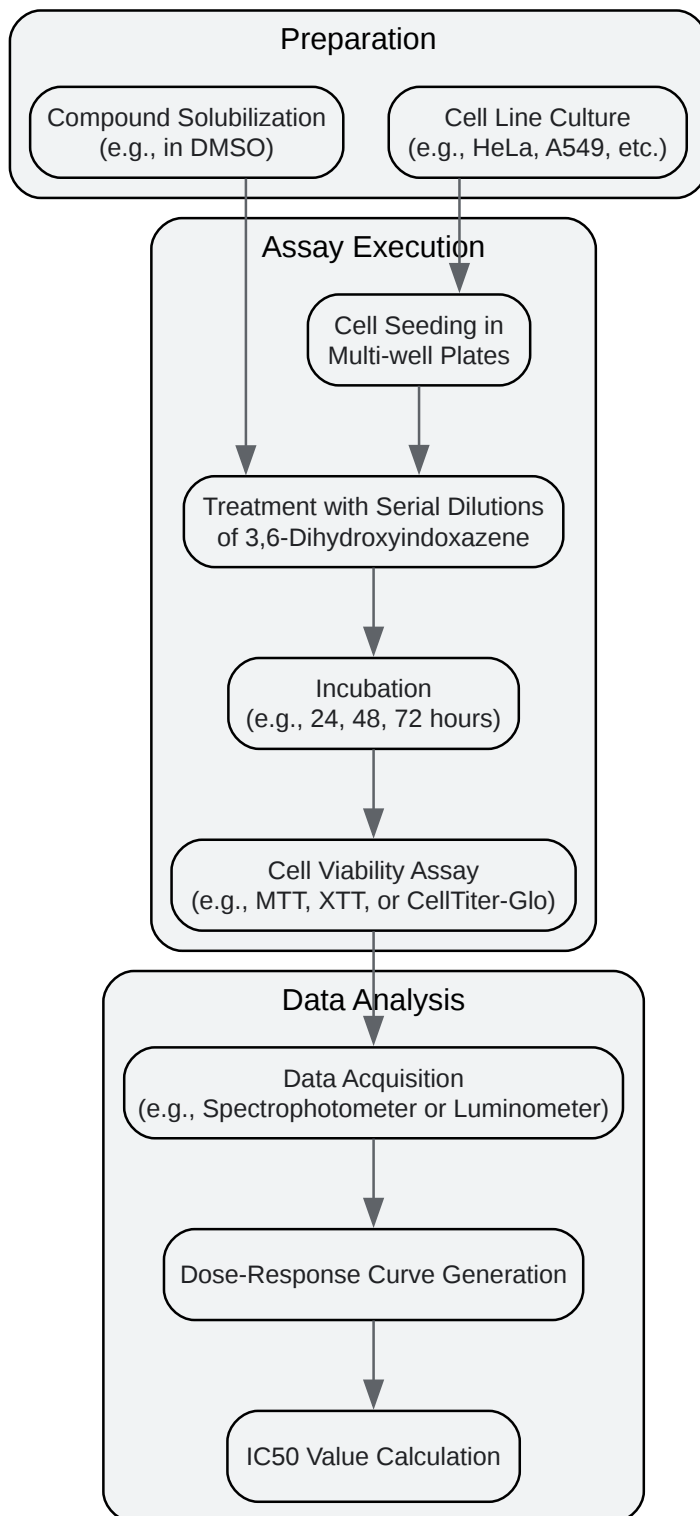 Preparation
Compound Solubilization
(e.g., in DMSO)
Cell Line Culture
(e.g., HeLa, A549, etc.)
Assay Execution
Cell Seeding in
Multi-well Plates
Treatment with Serial Dilutions
of 3,6-Dihydroxyindoxazene
Incubation
(e.g., 24, 48, 72 hours)
Cell Viability Assay
(e.g., MTT, XTT, or CellTiter-Glo)
Data Analysis
Data Acquisition
(e.g., Spectrophotometer or Luminometer)
Dose-Response Curve Generation
IC50 Value Calculation